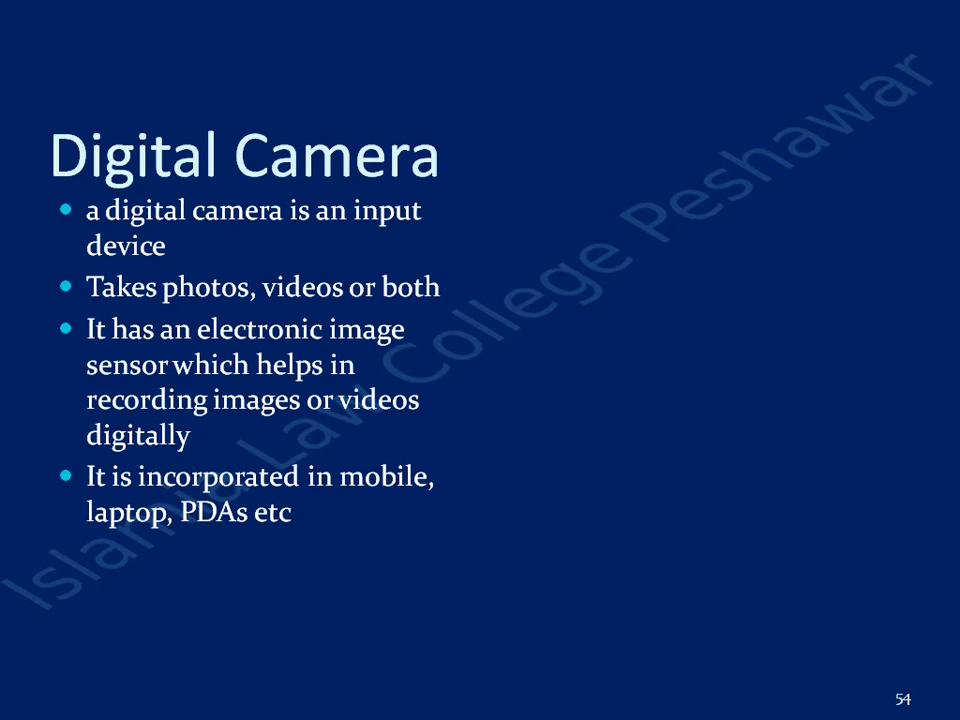 Digital Camera
a digital camera is an input
device
Takes photos, videos or both
It has an electronic image
sensor which helps in
recording images or videos
digitally
It is incorporated in mobile,
laptop, PDAs etc
Islamia Law College Peshawar
54